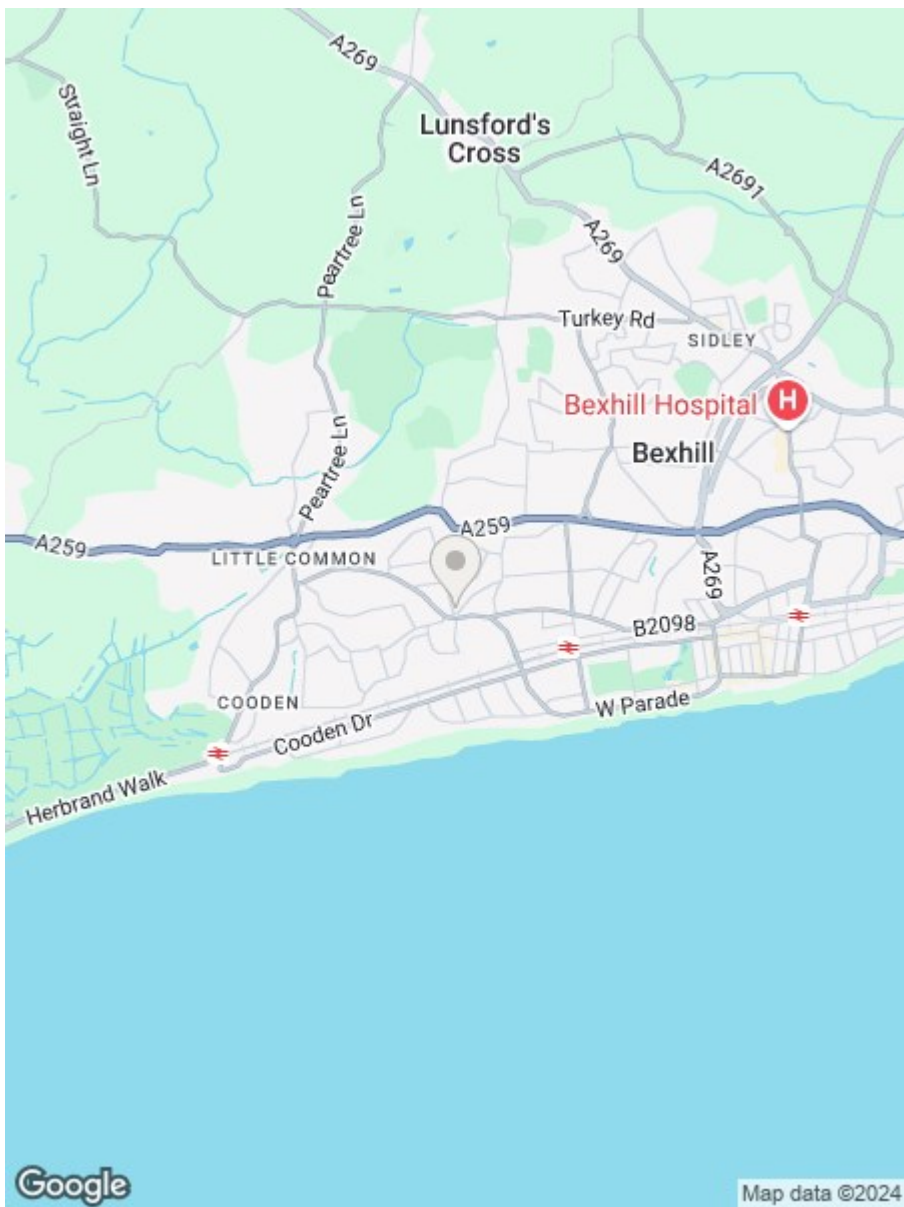 A269
Straight Ln
Lunsford's
Cross
A2691
Peartree Ln
A269
Turkey Rd
SIDLEY
Bexhill Hospital
H
Bexhill
Peartree Ln
A259
A259
LITTLE COMMON
A269
B2098
COODEN
W Parade
Cooden Dr
Herbrand Walk
Google
Map data ©2024